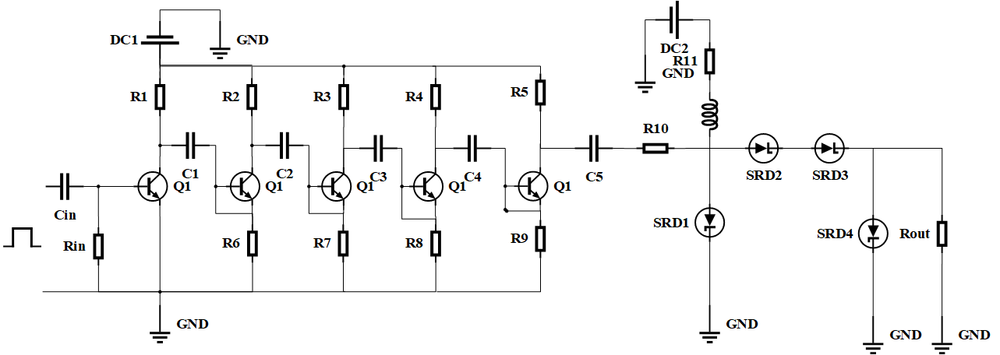 DC1
GND
DC2
R11
GND
R1
R2
R3
R4
R5
R10
C1
C2
C3
C4
C5
SRD2
SRD3
Q1
Q1
Q1
Q1
Q1
Cin
Rin
R6
R7
R8
R9
SRD1
SRD4
Rout
GND
GND
GND
GND